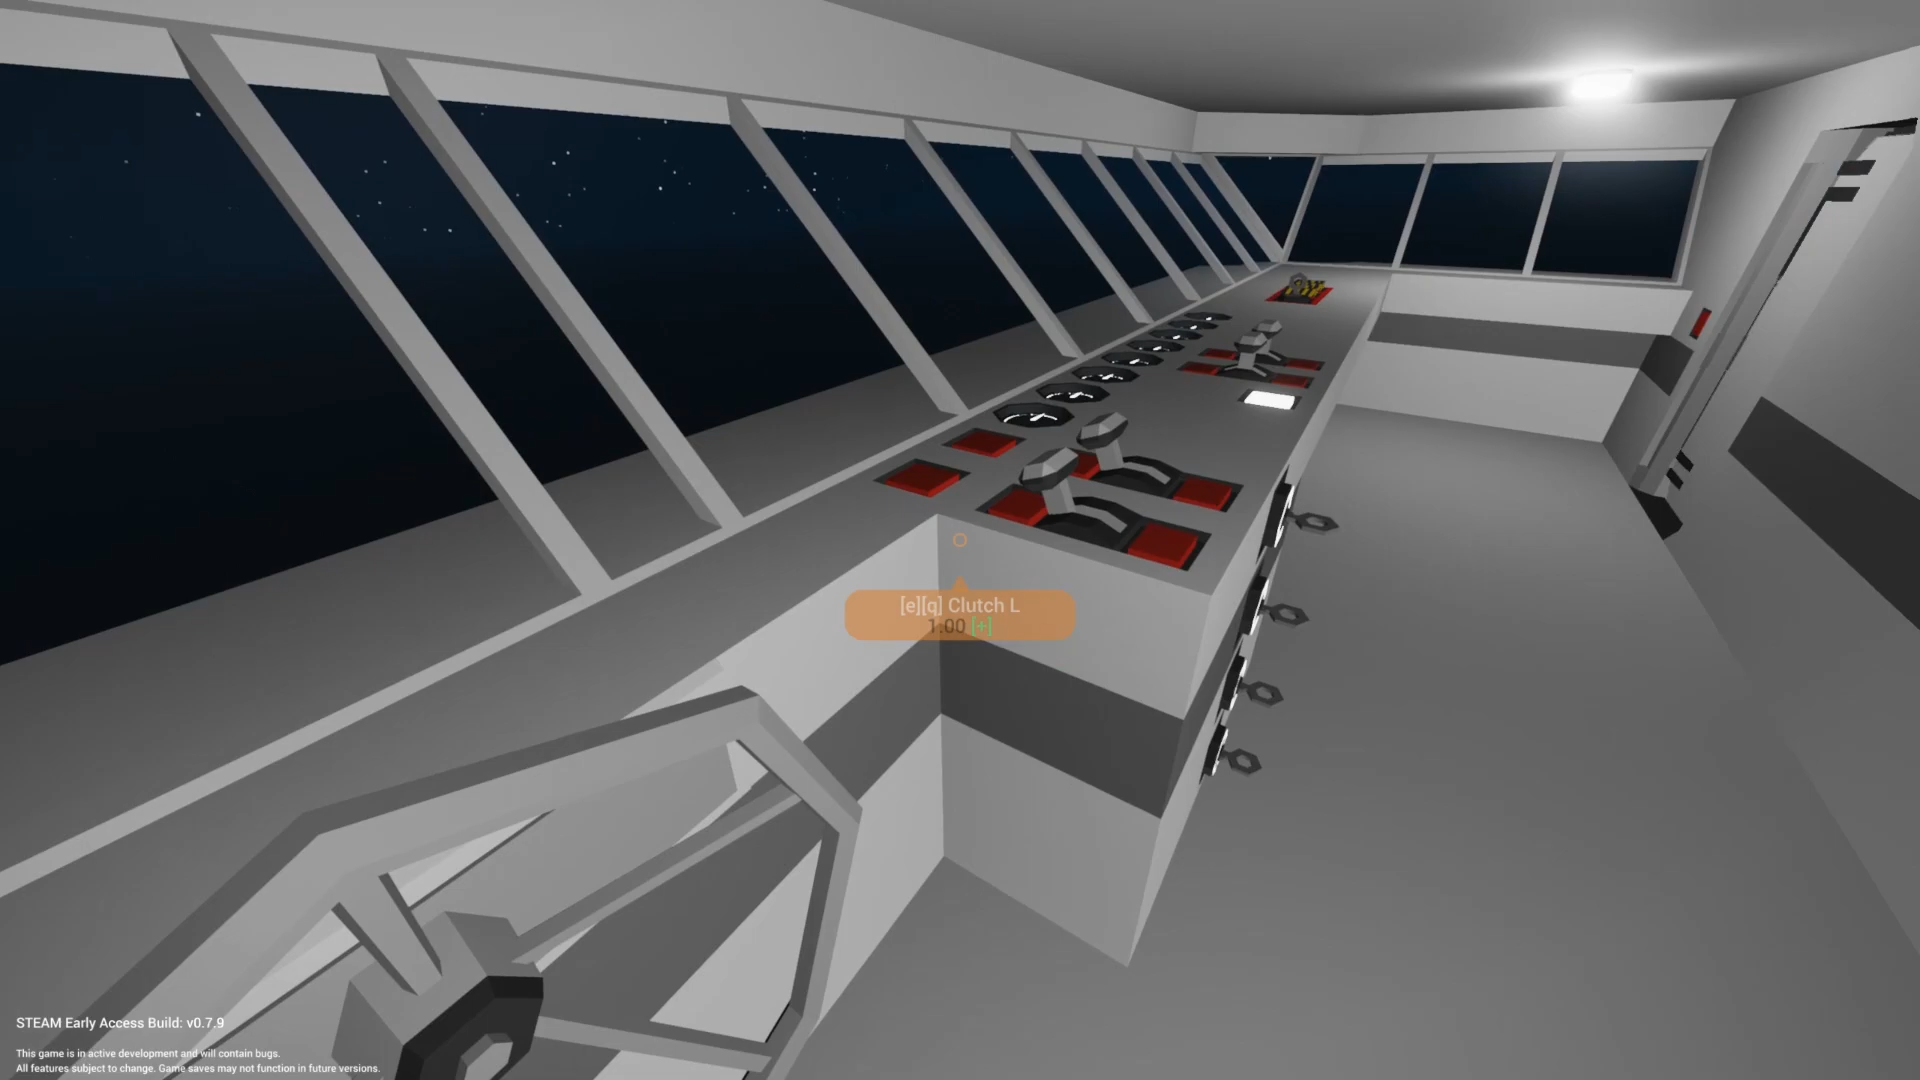 [e][q] Clutch L
1.00 [+]
STEAM Early Access Build: v0.7.9
This game is in active development and will contain bugs.
All features subject to change. Game saves may not function in future versions.